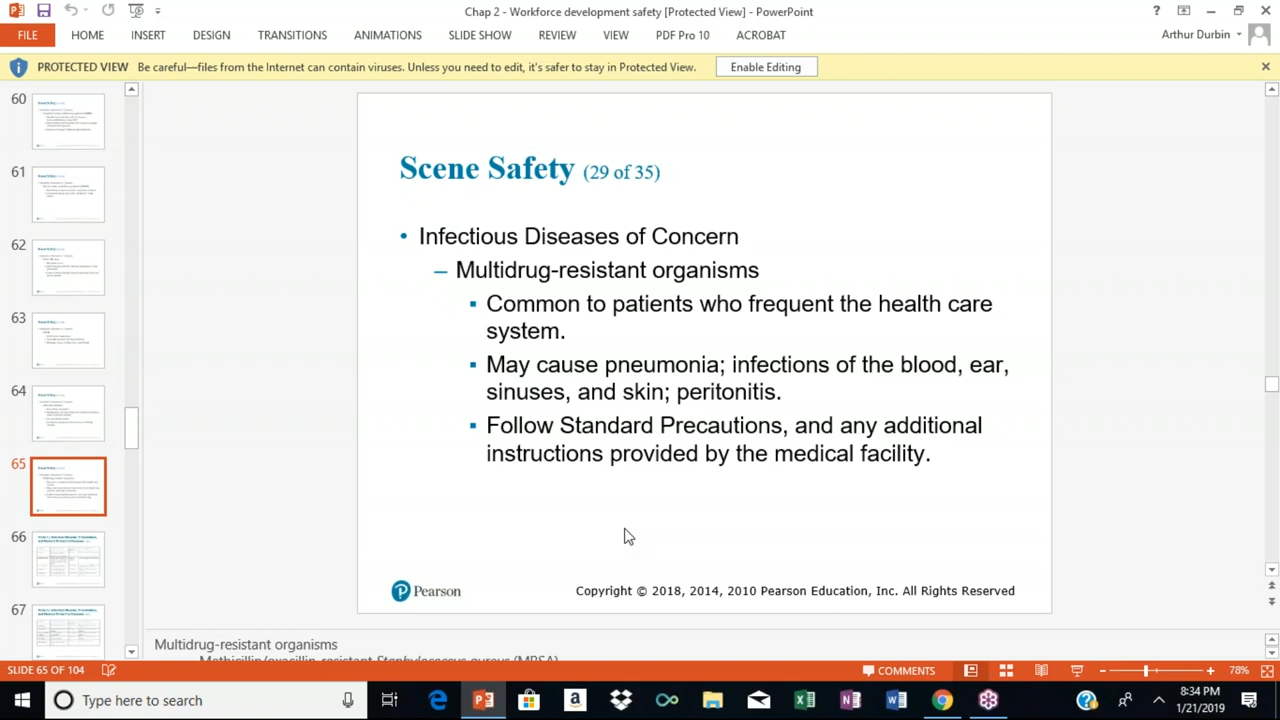 Chap 2 - Workforce development safety [Protected View] - PowerPoint
FILE HOME INSERT DESIGN TRANSITIONS ANIMATIONS SLIDE SHOW REVIEW VIEW PDF Pro 10 ACROBAT Arthur Durbin
PROTECTED VIEW Be careful—files from the Internet can contain viruses. Unless you need to edit, it's safer to stay in Protected View. Enable Editing
60
61
62
63
64
65
66
67
Scene Safety (29 of 35)
• Infectious Diseases of Concern
– Multidrug-resistant organisms
▪ Common to patients who frequent the health care
system.
▪ May cause pneumonia; infections of the blood, ear,
sinuses, and skin; peritonitis.
▪ Follow Standard Precautions, and any additional
instructions provided by the medical facility.
Pearson
Copyright © 2018, 2014, 2010 Pearson Education, Inc. All Rights Reserved
Multidrug-resistant organisms
SLIDE 65 OF 104 COMMENTS 78%
Type here to search
8:34 PM
1/21/2019